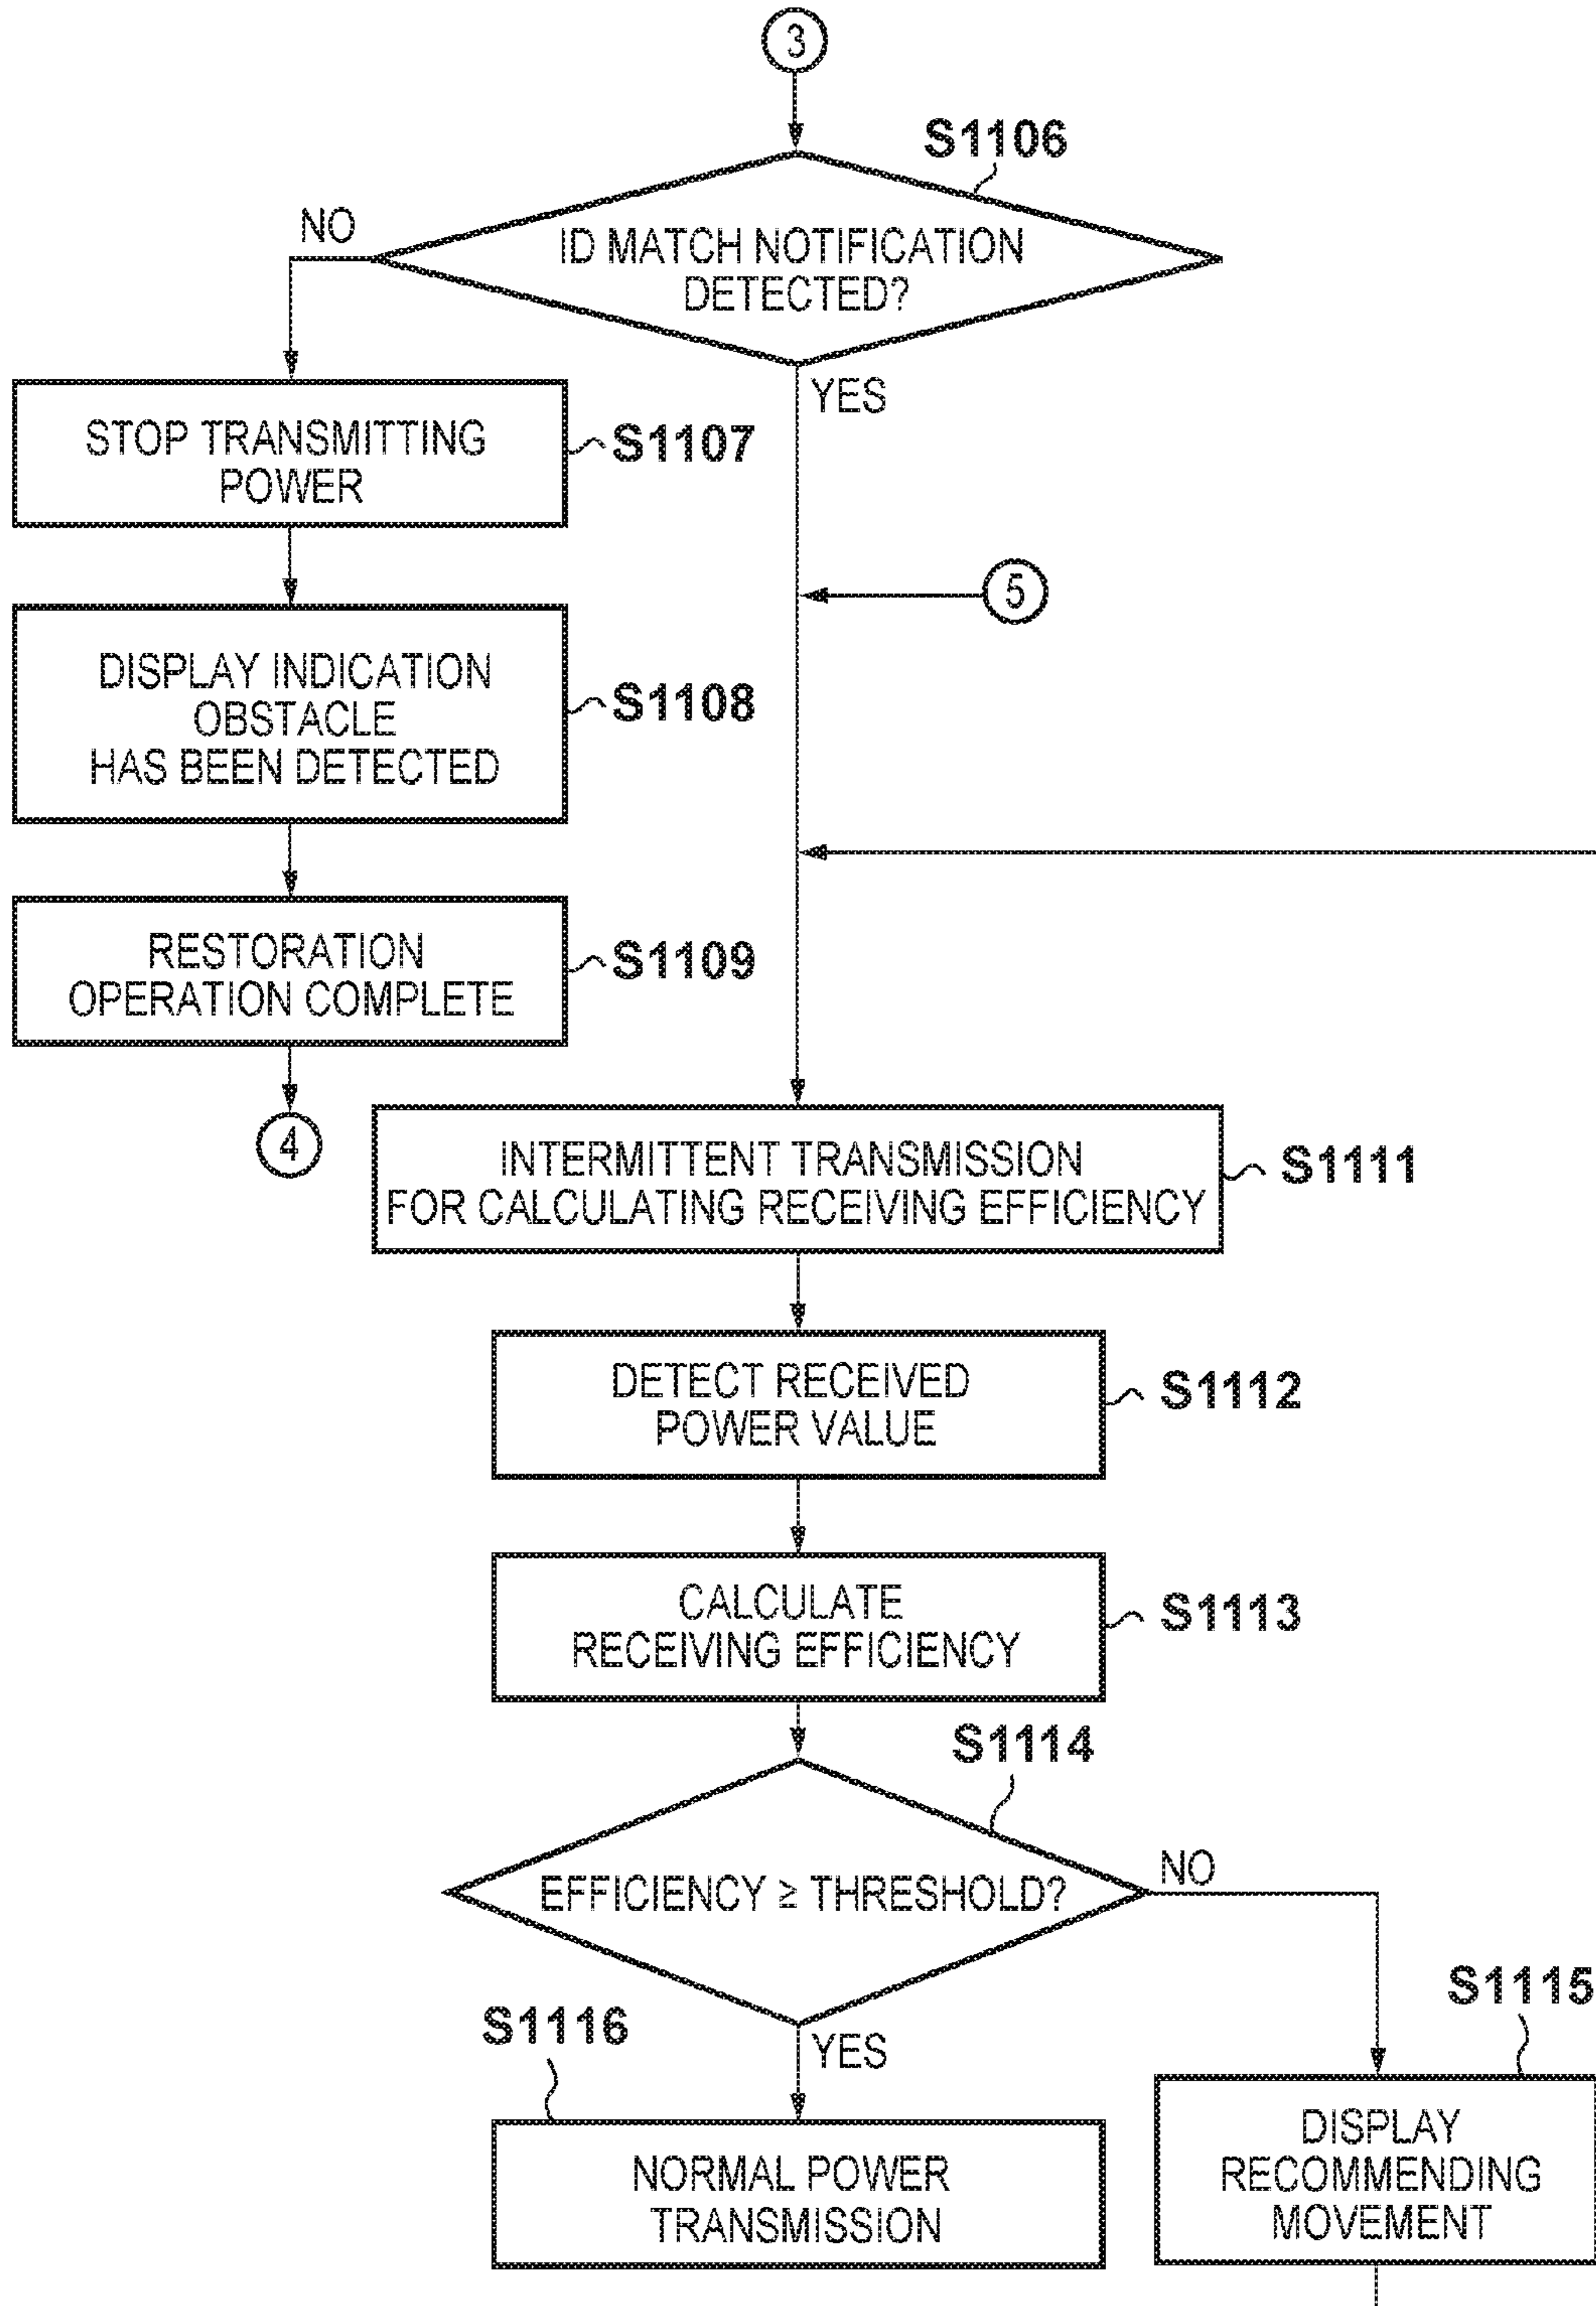 3
S1106
NO
ID MATCH NOTIFICATION
DETECTED?
YES
STOP TRANSMITTING
POWER
S1107
5
DISPLAY INDICATION
OBSTACLE
HAS BEEN DETECTED
S1108
RESTORATION
OPERATION COMPLETE
S1109
4
INTERMITTENT TRANSMISSION
FOR CALCULATING RECEIVING EFFICIENCY
S1111
DETECT RECEIVED
POWER VALUE
S1112
CALCULATE
RECEIVING EFFICIENCY
S1113
S1114
EFFICIENCY ≥ THRESHOLD?
NO
YES
S1116
NORMAL POWER
TRANSMISSION
S1115
DISPLAY
RECOMMENDING
MOVEMENT